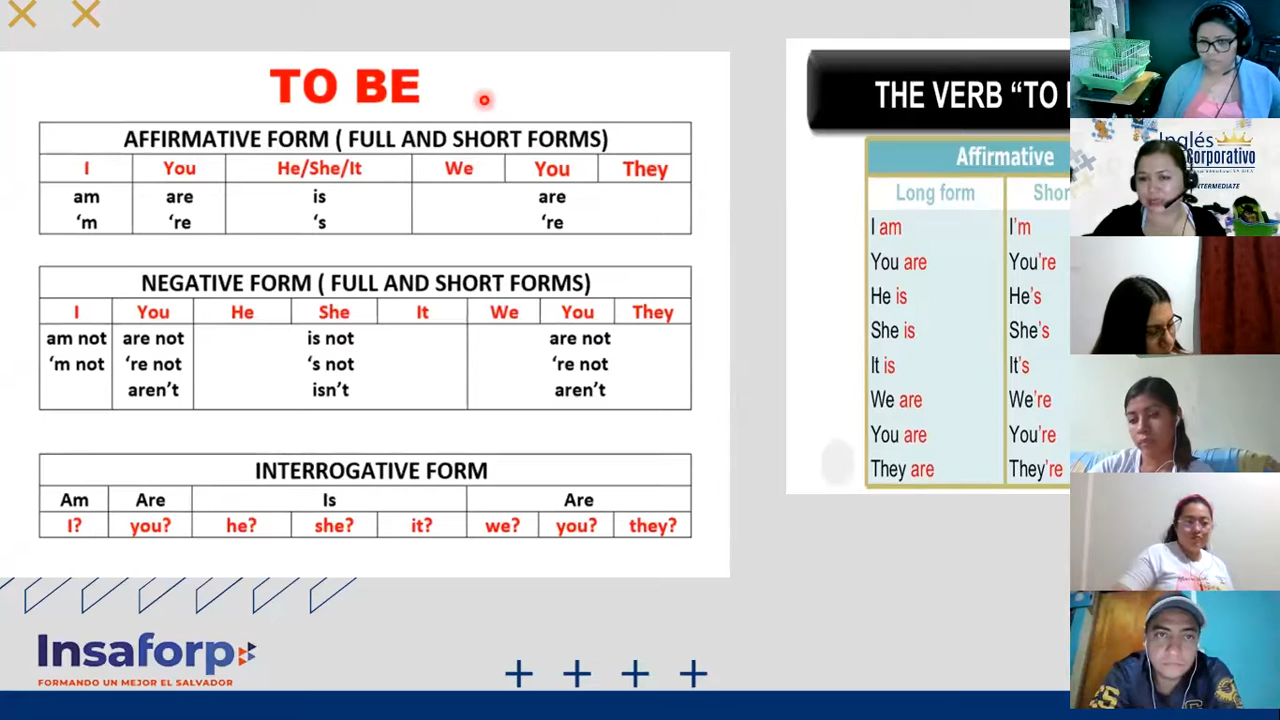 TO BE
AFFIRMATIVE FORM ( FULL AND SHORT FORMS)
I You He/She/It We You They
am are is are
‘m ‘re ‘s ‘re
NEGATIVE FORM ( FULL AND SHORT FORMS)
I You He She It We You They
am not are not is not are not
‘m not ‘re not ‘s not ‘re not
aren’t isn’t aren’t
INTERROGATIVE FORM
Am Are Is Are
I? you? he? she? it? we? you? they?
Insaforp
FORMANDO UN MEJOR EL SALVADOR
THE VERB “TO
Affirmative
Long form Shor
I am I’m
You are You’re
He is He’s
She is She’s
It is It’s
We are We’re
You are You’re
They are They’re
Inglés
Corporativo
INTERMEDIATE